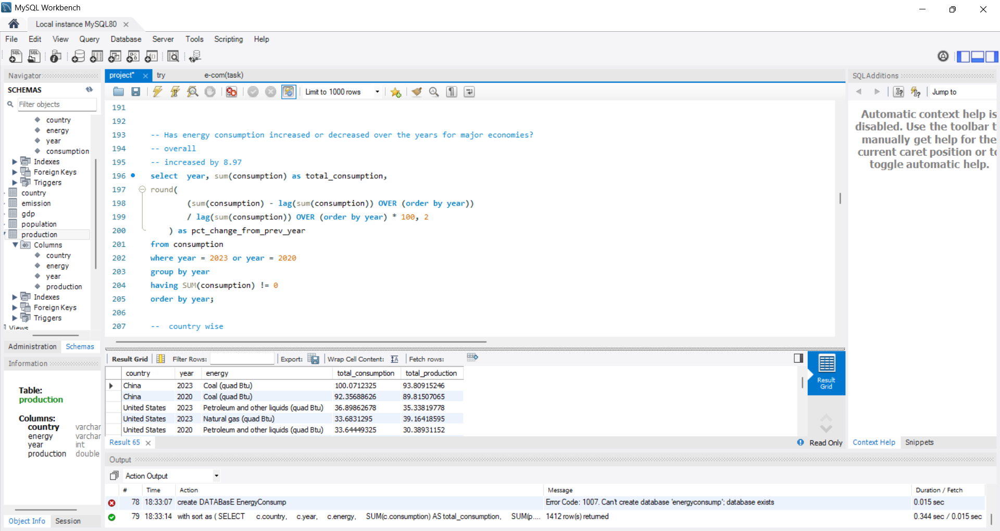 MySQL Workbench
Local instance MySQL80
File Edit View Query Database Server Tools Scripting Help
Navigator
SCHEMAS
Filter objects
country
energy
year
consumption
Indexes
Foreign Keys
Triggers
country
emission
gdp
population
production
Columns
country
energy
year
production
Indexes
Foreign Keys
Triggers
Views
Administration Schemas
Information
Table:
production
Columns:
country varchar
energy varchar
year int
production double
Object Info Session
project* try e-com(task)
Limit to 1000 rows
191
192
193 -- Has energy consumption increased or decreased over the years for major economies?
194 -- overall
195 -- increased by 8.97
196 select year, sum(consumption) as total_consumption,
197 round(
198 (sum(consumption) - lag(sum(consumption)) OVER (order by year))
199 / lag(sum(consumption)) OVER (order by year) * 100, 2
200 ) as pct_change_from_prev_year
201 from consumption
202 where year = 2023 or year = 2020
203 group by year
204 having SUM(consumption) != 0
205 order by year;
206
207 -- country wise
Result Grid Filter Rows: Export: Wrap Cell Content: Fetch rows:
country year energy total_consumption total_production
China 2023 Coal (quad Btu) 100.0712325 93.80915246
China 2020 Coal (quad Btu) 92.35688626 89.81507065
United States 2023 Petroleum and other liquids (quad Btu) 36.89862678 35.33819778
United States 2023 Natural gas (quad Btu) 33.6831295 39.16418595
United States 2020 Petroleum and other liquids (quad Btu) 33.64449325 30.38931152
Result Grid
Result 65
Read Only
SQLAdditions
Jump to
Automatic context help is
disabled. Use the toolbar t
manually get help for the
current caret position or to
toggle automatic help.
Context Help Snippets
Output
Action Output
# Time Action Message Duration / Fetch
78 18:33:07 create DATABasE EnergyConsump Error Code: 1007. Can't create database 'energyconsump'; database exists 0.015 sec
79 18:33:14 with sort as ( SELECT c.country, c.year, c.energy, SUM(c.consumption) AS total_consumption, SUM(p.... 1412 row(s) returned 0.344 sec / 0.015 sec